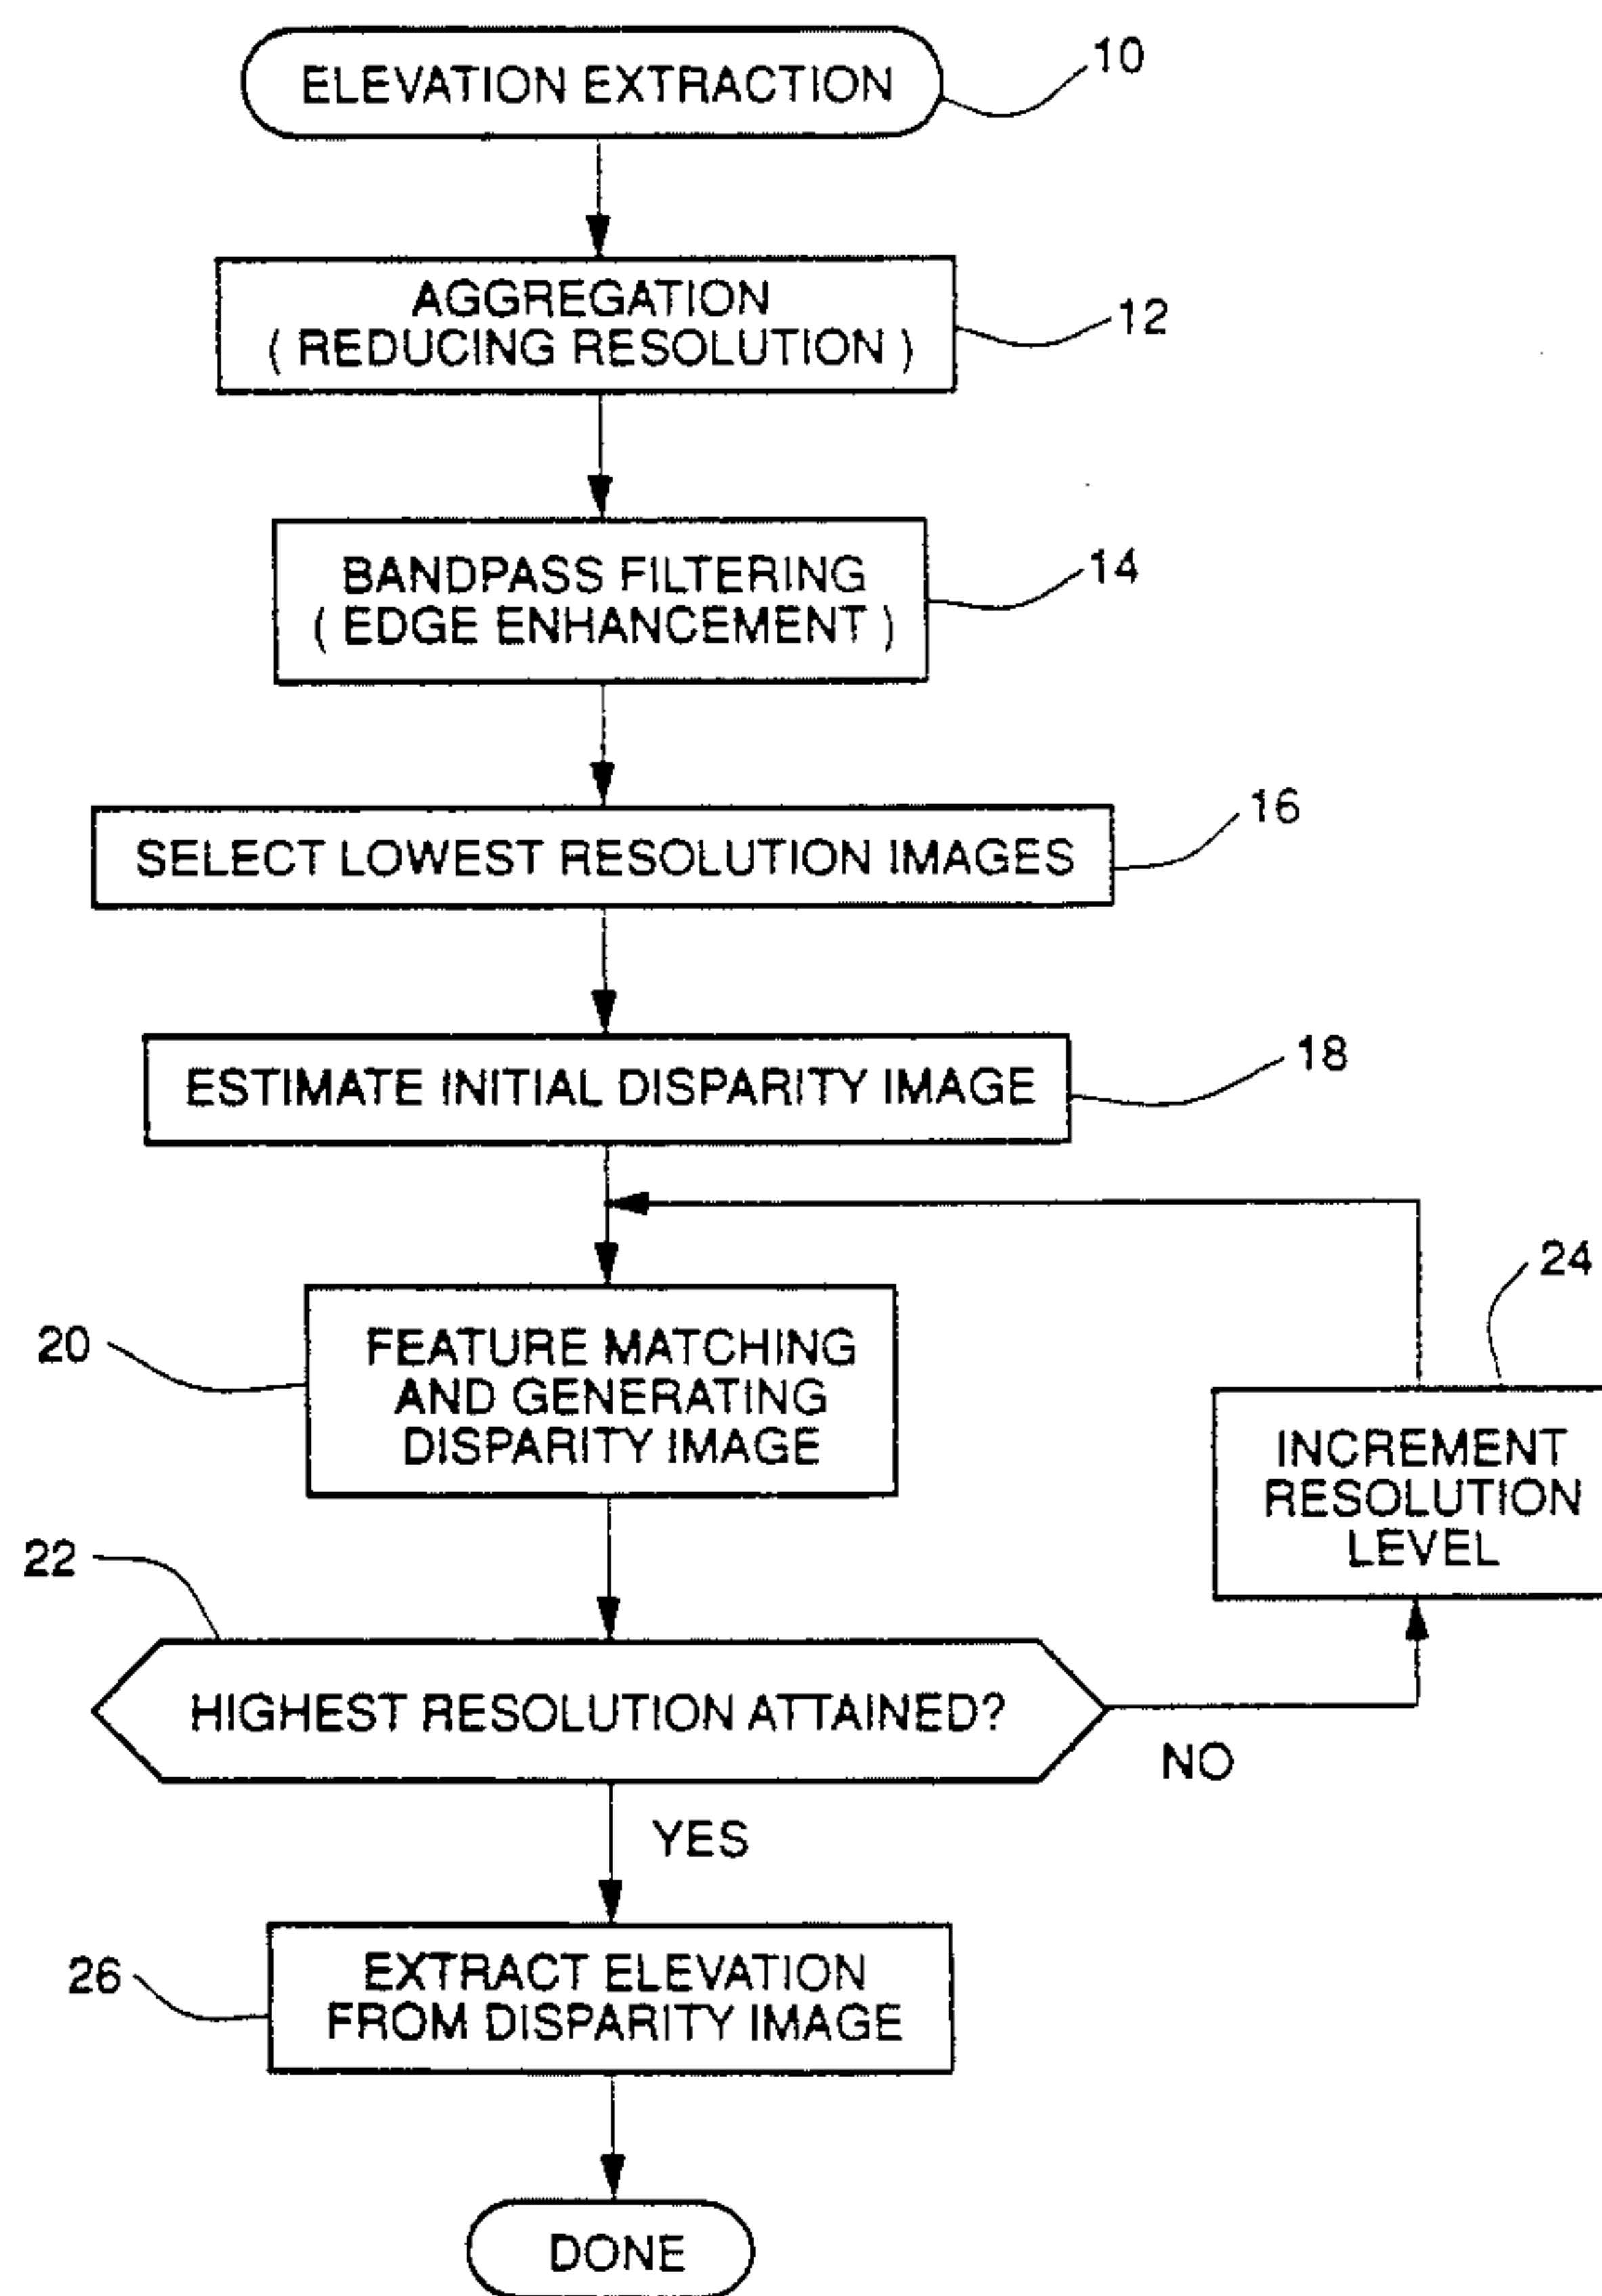 ELEVATION EXTRACTION
10
AGGREGATION
( REDUCING RESOLUTION )
12
BANDPASS FILTERING
( EDGE ENHANCEMENT )
14
SELECT LOWEST RESOLUTION IMAGES
16
ESTIMATE INITIAL DISPARITY IMAGE
18
20
FEATURE MATCHING
AND GENERATING
DISPARITY IMAGE
24
INCREMENT
RESOLUTION
LEVEL
22
HIGHEST RESOLUTION ATTAINED?
NO
YES
26
EXTRACT ELEVATION
FROM DISPARITY IMAGE
DONE